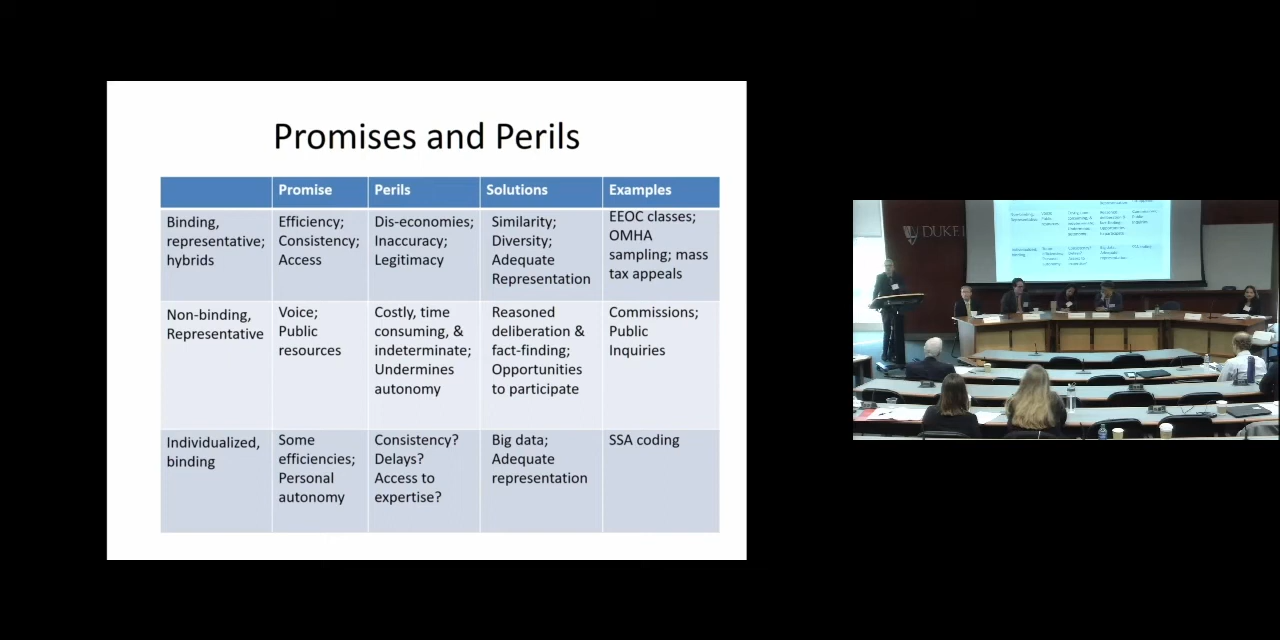 Promises and Perils
Promise
Perils
Solutions
Examples
Binding,
representative;
hybrids
Efficiency;
Consistency;
Access
Dis-economies;
Inaccuracy;
Legitimacy
Similarity;
Diversity;
Adequate
Representation
EEOC classes;
OMHA
sampling; mass
tax appeals
Non-binding,
Representative
Voice;
Public
resources
Costly, time
consuming, &
indeterminate;
Undermines
autonomy
Reasoned
deliberation &
fact-finding;
Opportunities
to participate
Commissions;
Public
Inquiries
Individualized,
binding
Some
efficiencies;
Personal
autonomy
Consistency?
Delays?
Access to
expertise?
Big data;
Adequate
representation
SSA coding
DUKE